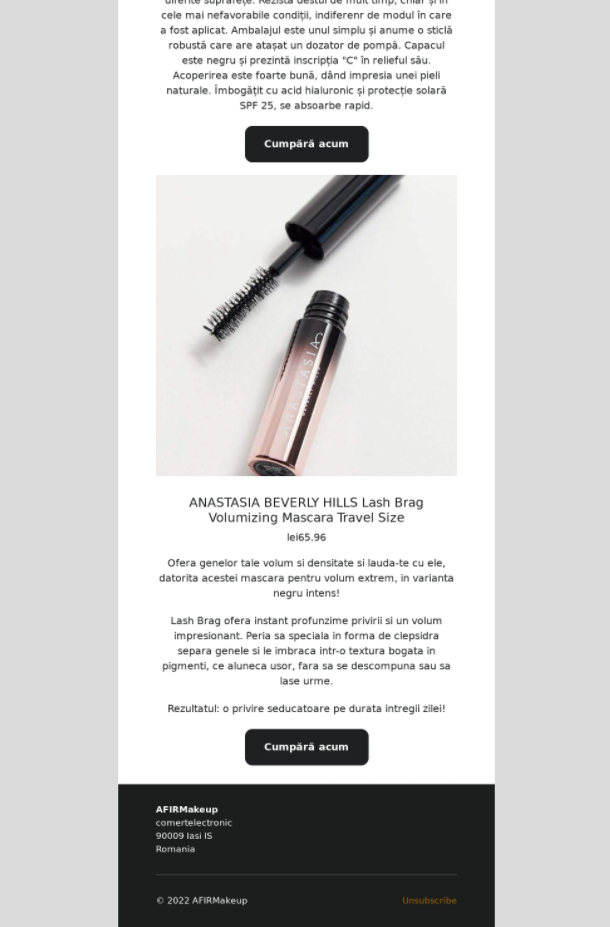 diferite suprafețe. Rezistă destul de mult timp, chiar și în
cele mai nefavorabile condiții, indiferenr de modul în care
a fost aplicat. Ambalajul este unul simplu și anume o sticlă
robustă care are atașat un dozator de pompă. Capacul
este negru și prezintă inscripția "C" în relieful său.
Acoperirea este foarte bună, dând impresia unei pieli
naturale. Îmbogățit cu acid hialuronic și protecție solară
SPF 25, se absoarbe rapid.
Cumpără acum
ANASTASIA
ANASTASIA BEVERLY HILLS Lash Brag
Volumizing Mascara Travel Size
lei65.96
Ofera genelor tale volum si densitate si lauda-te cu ele,
datorita acestei mascara pentru volum extrem, in varianta
negru intens!
Lash Brag ofera instant profunzime privirii si un volum
impresionant. Peria sa speciala in forma de clepsidra
separa genele si le imbraca intr-o textura bogata in
pigmenti, ce aluneca usor, fara sa se descompuna sau sa
lase urme.
Rezultatul: o privire seducatoare pe durata intregii zilei!
Cumpără acum
AFIRMakeup
comertelectronic
90009 Iasi IS
Romania
© 2022 AFIRMakeup
Unsubscribe